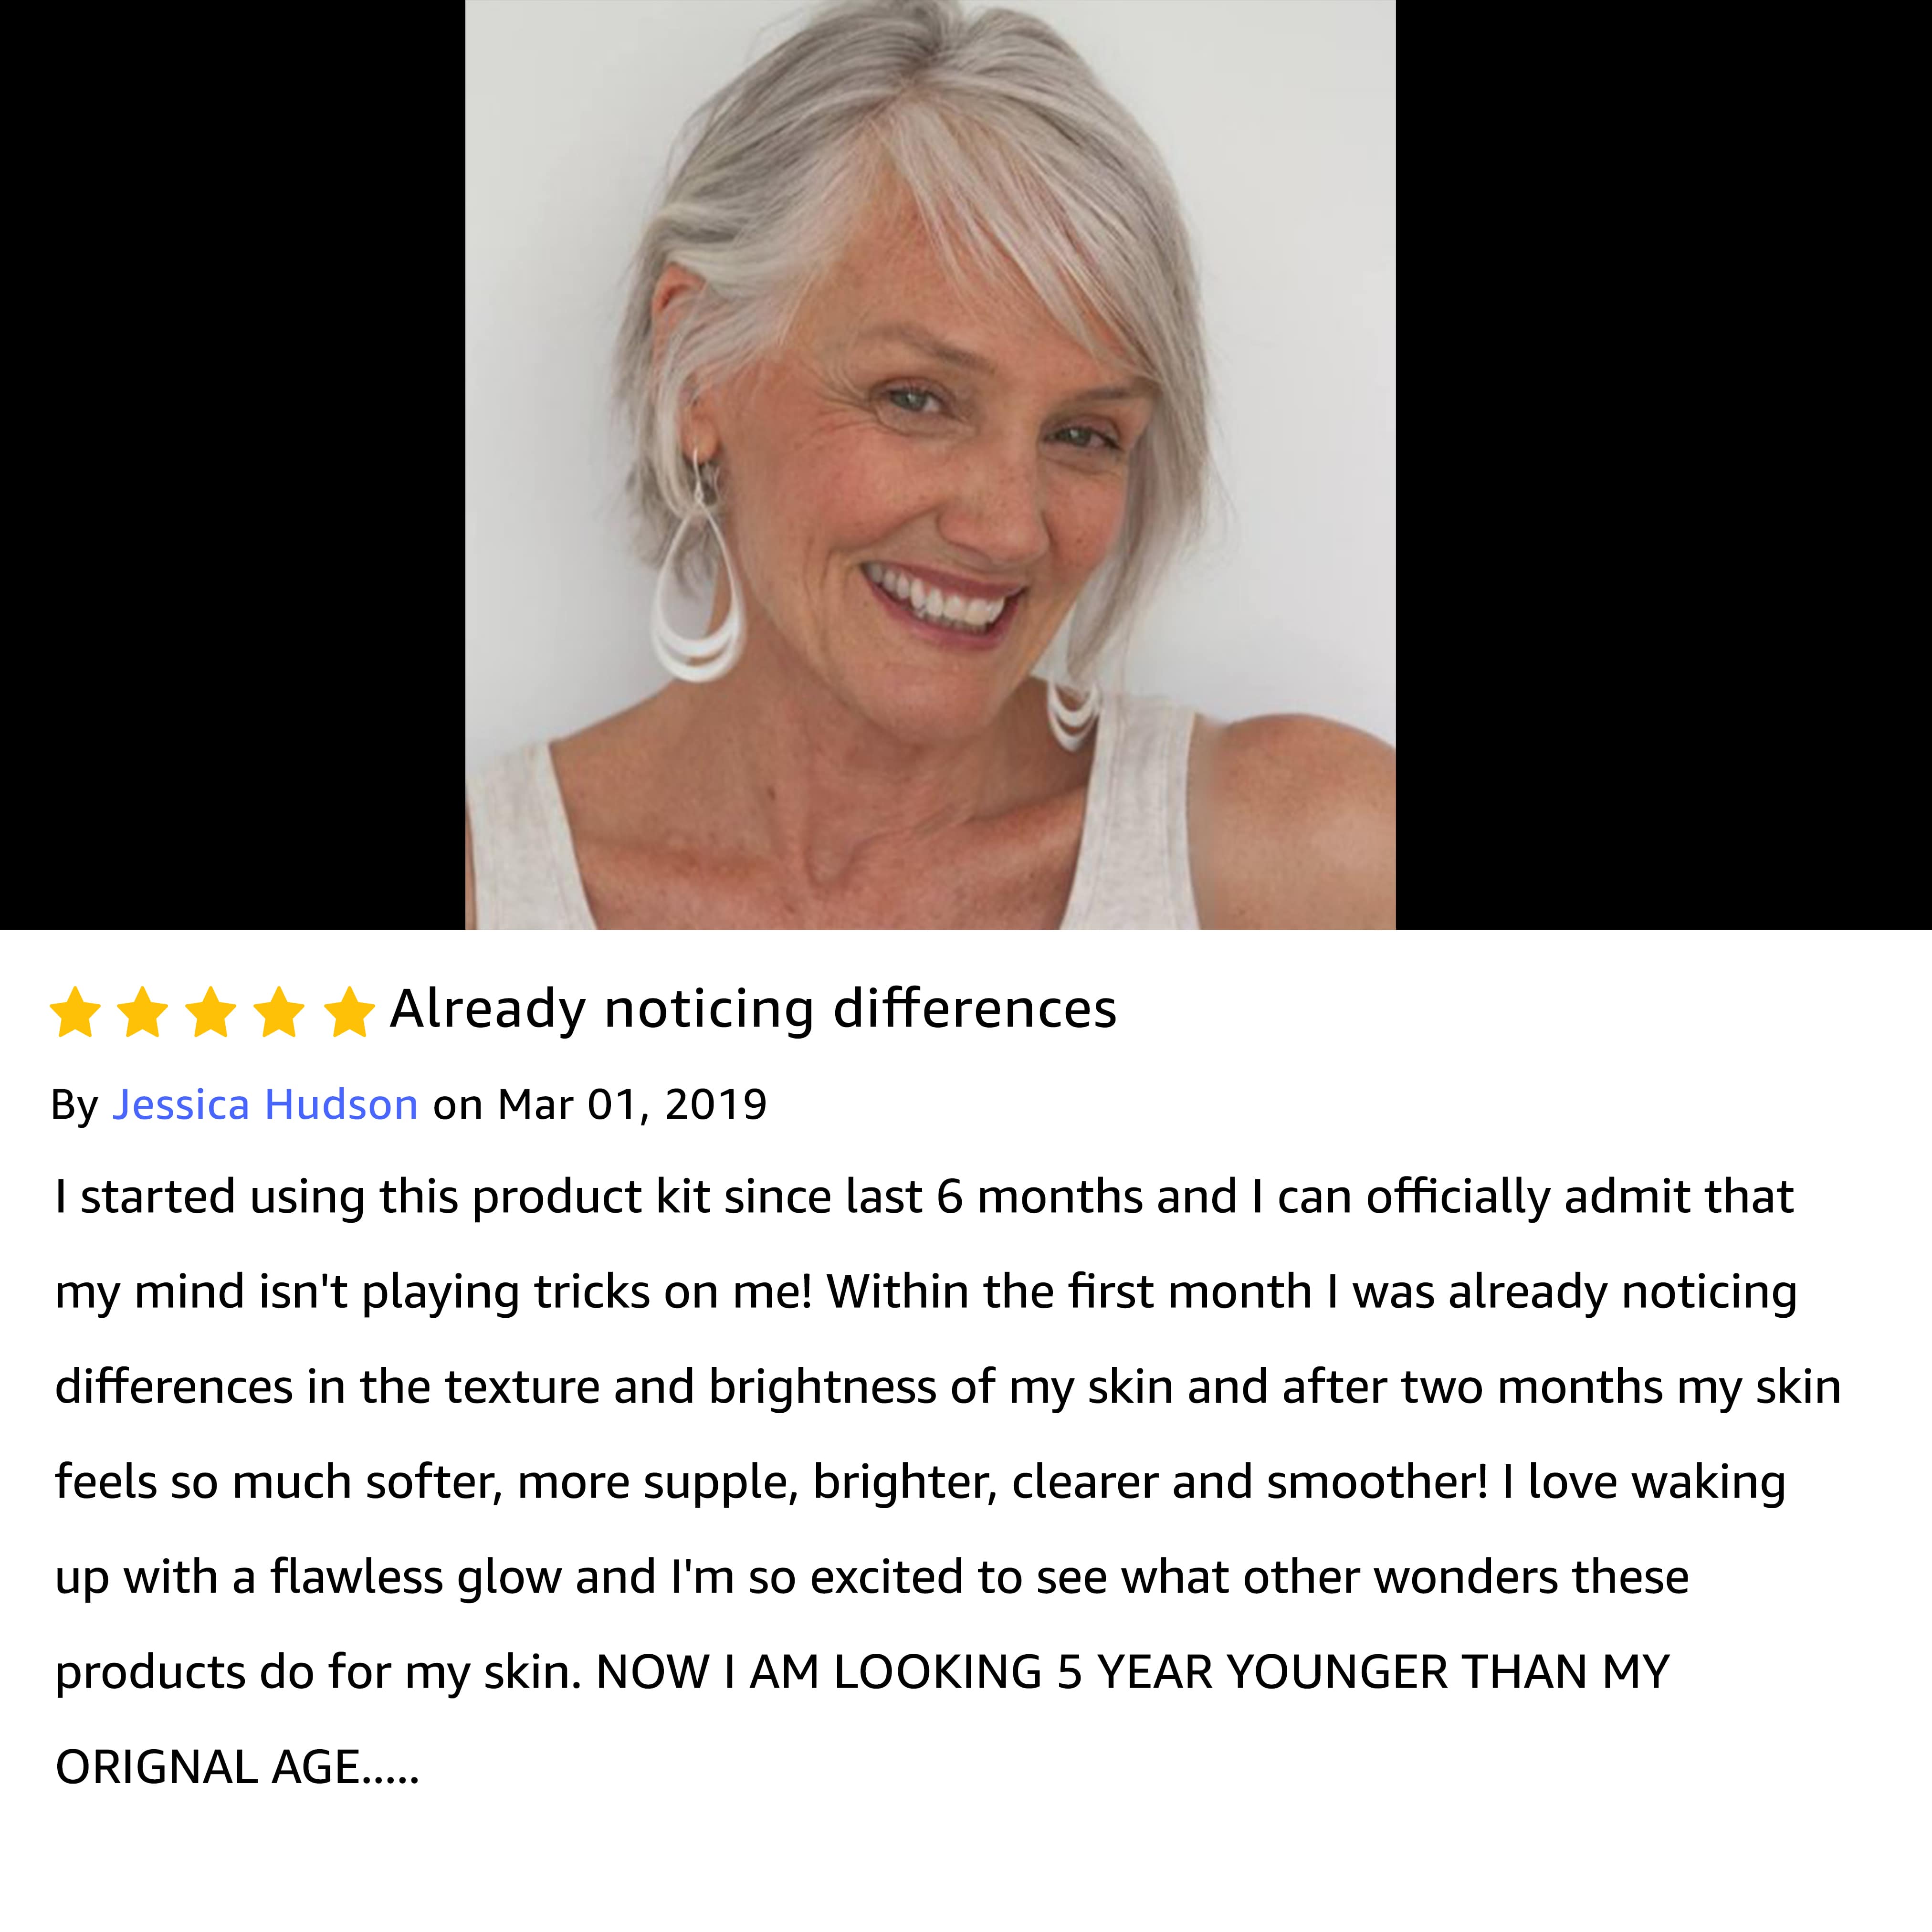 Already noticing differences
By Jessica Hudson on Mar 01, 2019
I started using this product kit since last 6 months and I can officially admit that
my mind isn't playing tricks on me! Within the first month I was already noticing
differences in the texture and brightness of my skin and after two months my skin
feels so much softer, more supple, brighter, clearer and smoother! I love waking
up with a flawless glow and I'm so excited to see what other wonders these
products do for my skin. NOW I AM LOOKING 5 YEAR YOUNGER THAN MY
ORIGNAL AGE.....